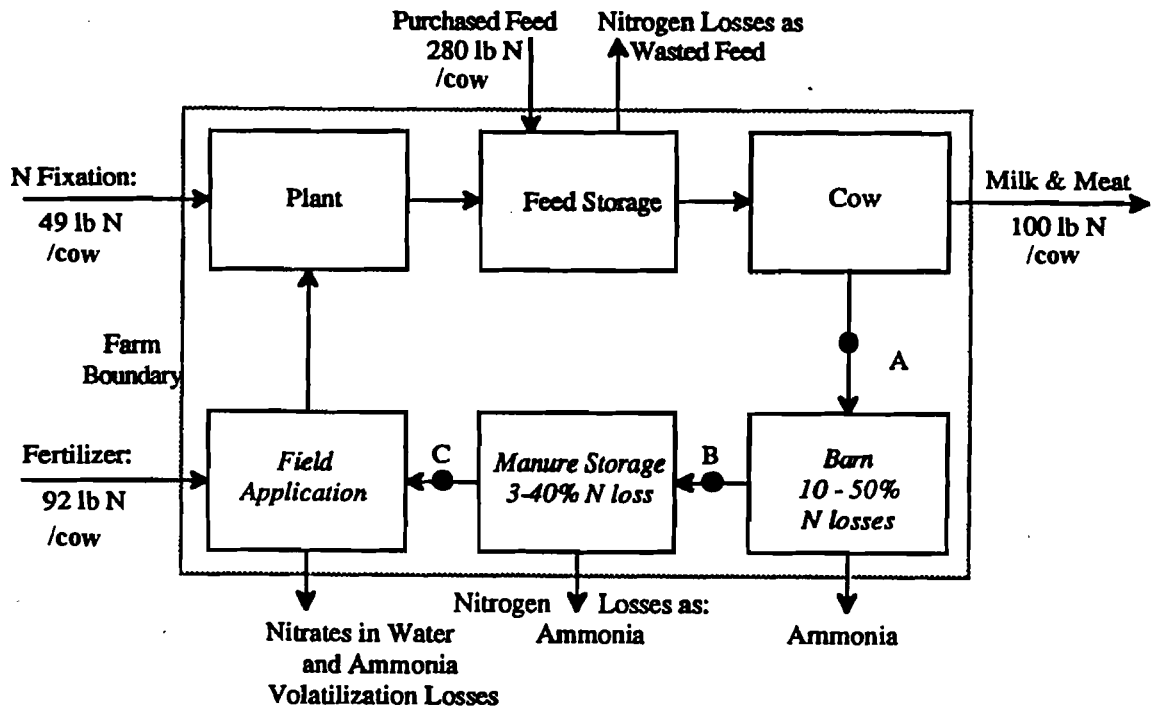 Purchased Feed
280 lb N
/cow
Nitrogen Losses as
Wasted Feed
N Fixation:
49 lb N
/cow
Plant
Feed Storage
Cow
Milk & Meat
100 lb N
/cow
A
Farm
Boundary
Fertilizer:
92 lb N
/cow
Field
Application
C
Manure Storage
3-40% N loss
B
Barn
10 - 50%
N losses
Nitrogen Losses as:
Nitrates in Water
and Ammonia
Volatilization Losses
Ammonia
Ammonia